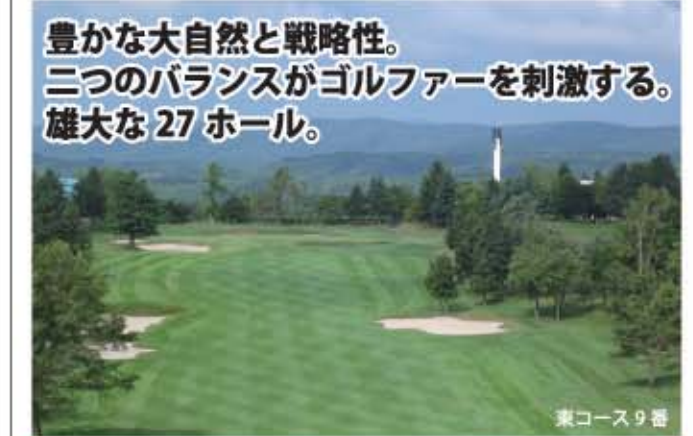 豊かな大自然と戦略性。
二つのバランスがゴルファーを刺激する。
雄大な 27 ホール。
東コース 9 番